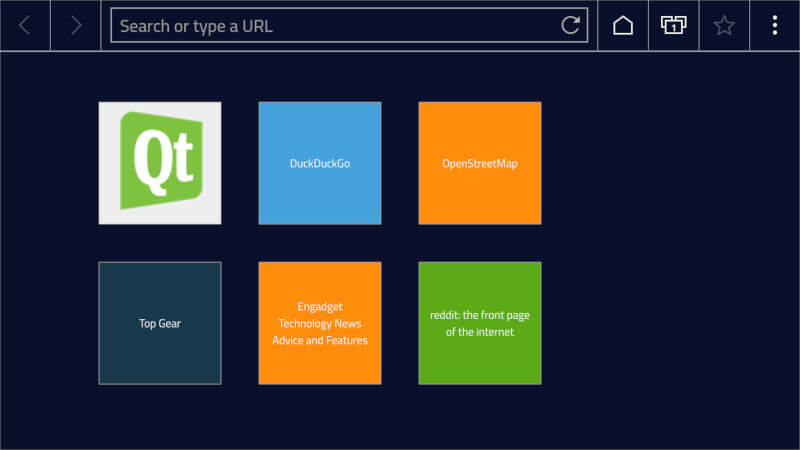 Search or type a URL
1
Qt
DuckDuckGo
OpenStreetMap
Top Gear
Engadget
Technology News
Advice and Features
reddit: the front page
of the internet